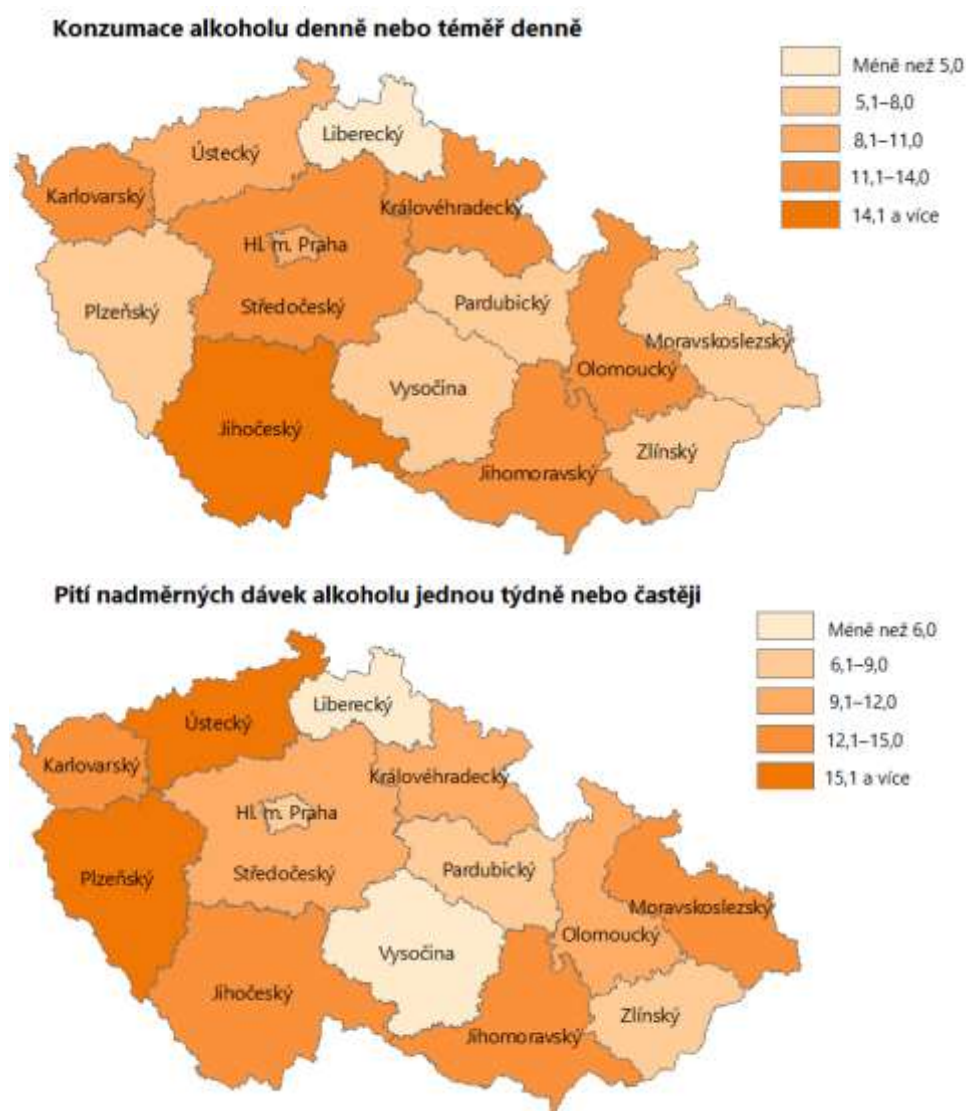 Konzumace alkoholu denně nebo téměř denně
Méně než 5,0
5,1–8,0
8,1–11,0
11,1–14,0
14,1 a více
Liberecký
Ústecký
Karlovarský
Královéhradecký
Hl. m. Praha
Středočeský
Pardubický
Plzeňský
Moravskoslezský
Olomoucký
Vysočina
Jihočeský
Zlínský
Jihomoravský
Pití nadměrných dávek alkoholu jednou týdně nebo častěji
Méně než 6,0
6,1–9,0
9,1–12,0
12,1–15,0
15,1 a více
Liberecký
Ústecký
Karlovarský
Královéhradecký
Hl. m. Praha
Středočeský
Pardubický
Plzeňský
Moravskoslezský
Olomoucký
Vysočina
Jihočeský
Zlínský
Jihomoravský